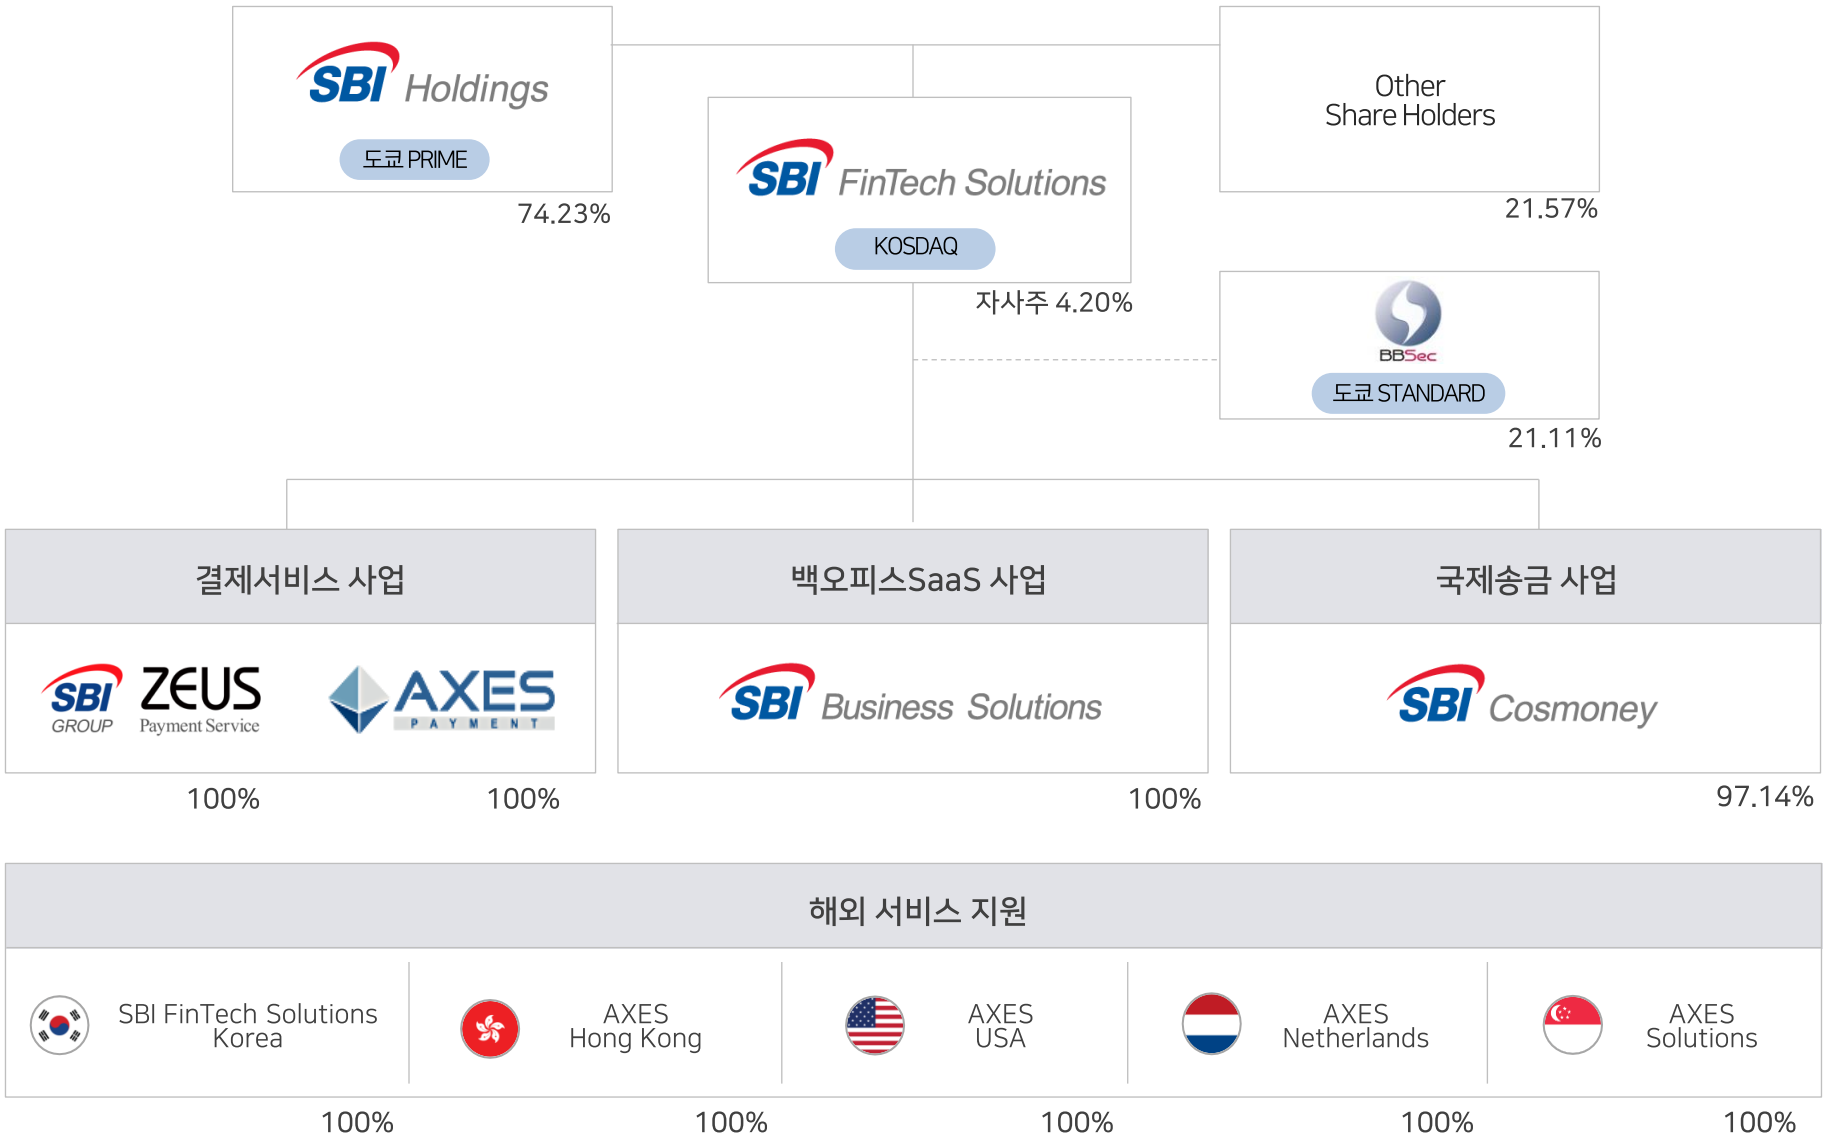 SBI Holdings
도쿄 PRIME
74.23%
SBI FinTech Solutions
KOSDAQ
자사주 4.20%
Other
Share Holders
21.57%
BBSec
도쿄 STANDARD
21.11%
결제서비스 사업
SBI
GROUP
ZEUS
Payment Service
AXES
PAYMENT
100%
100%
백오피스SaaS 사업
SBI Business Solutions
100%
국제송금 사업
SBI Cosmoney
97.14%
해외 서비스 지원
SBI FinTech Solutions
Korea
100%
AXES
Hong Kong
100%
AXES
USA
100%
AXES
Netherlands
100%
AXES
Solutions
100%